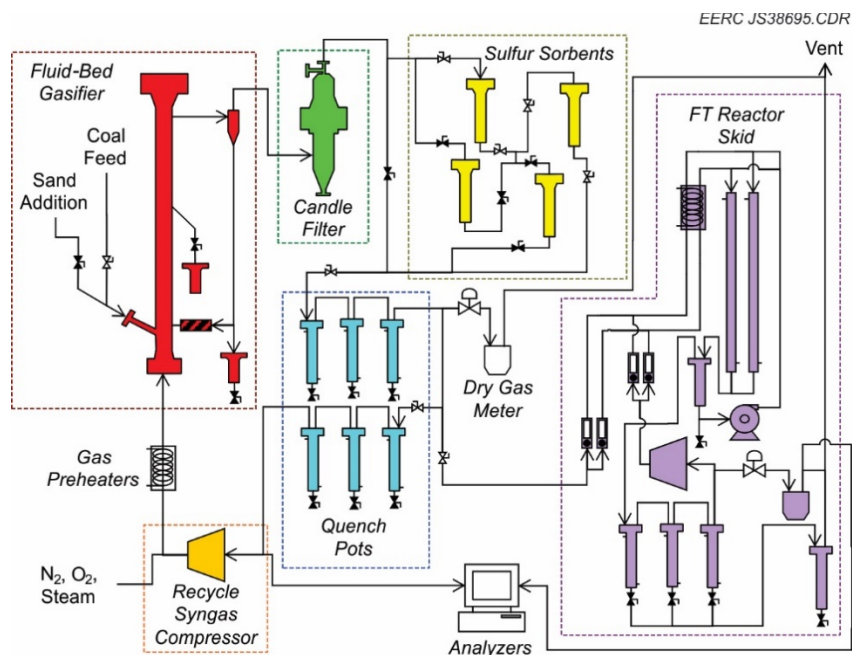 EERC JS38695.CDR
Fluid-Bed
Gasifier
Coal
Feed
Sand
Addition
Candle
Filter
Sulfur Sorbents
Vent
FT Reactor
Skid
Dry Gas
Meter
Gas
Preheaters
Quench
Pots
N₂, O₂,
Steam
Recycle
Syngas
Compressor
Analyzers